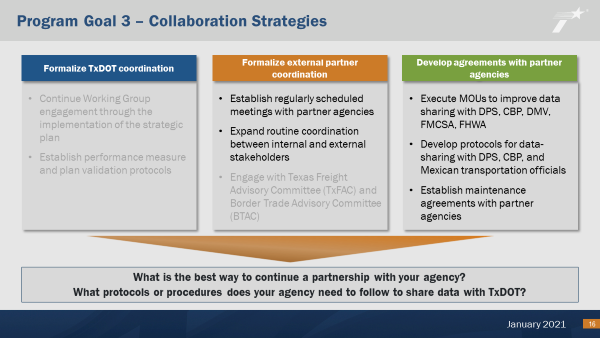 Program Goal 3 – Collaboration Strategies
Formalize TxDOT coordination
• Continue Working Group
engagement through the
implementation of the strategic
plan
• Establish performance measure
and plan validation protocols
Formalize external partner
coordination
• Establish regularly scheduled
meetings with partner agencies
• Expand routine coordination
between internal and external
stakeholders
• Engage with Texas Freight
Advisory Committee (TxFAC) and
Border Trade Advisory Committee
(BTAC)
Develop agreements with partner
agencies
• Execute MOUs to improve data
sharing with DPS, CBP, DMV,
FMCSA, FHWA
• Develop protocols for data-
sharing with DPS, CBP, and
Mexican transportation officials
• Establish maintenance
agreements with partner
agencies
What is the best way to continue a partnership with your agency?
What protocols or procedures does your agency need to follow to share data with TxDOT?
January 2021
16